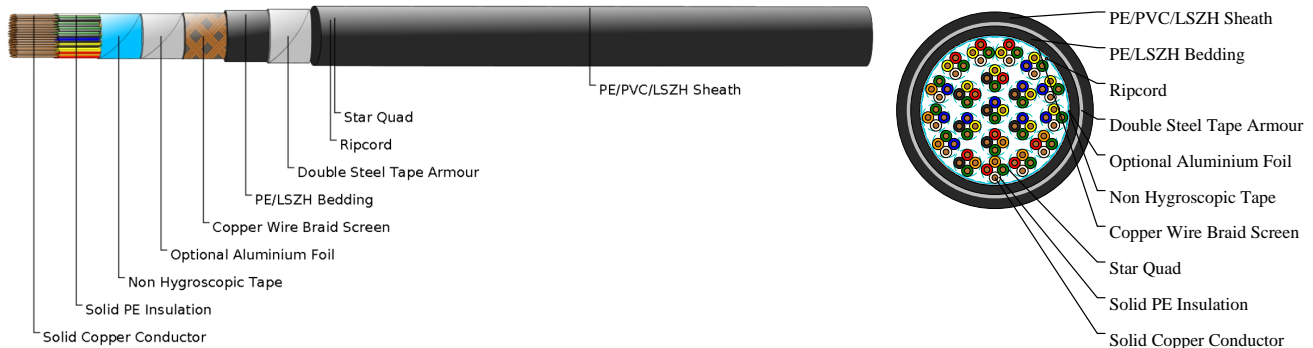 PE/PVC/LSZH Sheath
Star Quad
Ripcord
Double Steel Tape Armour
PE/LSZH Bedding
Copper Wire Braid Screen
Optional Aluminium Foil
Non Hygroscopic Tape
Solid PE Insulation
Solid Copper Conductor
PE/PVC/LSZH Sheath
PE/LSZH Bedding
Ripcord
Double Steel Tape Armour
Optional Aluminium Foil
Non Hygroscopic Tape
Copper Wire Braid Screen
Star Quad
Solid PE Insulation
Solid Copper Conductor